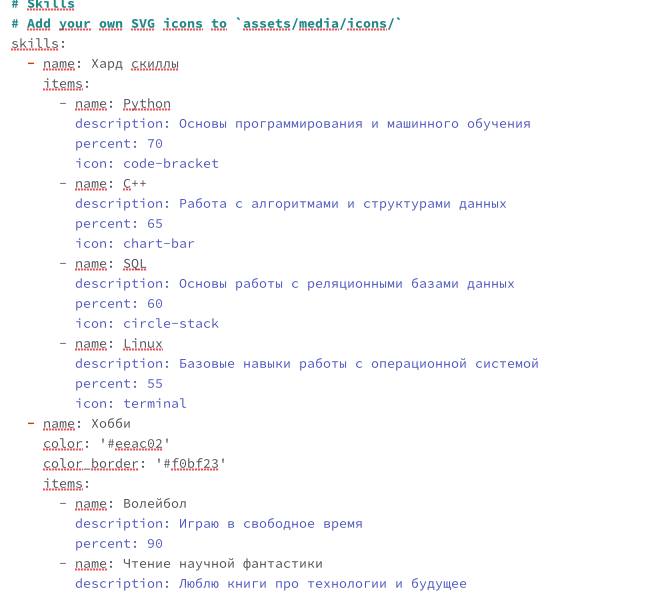 # Skills
# Add your own SVG icons to `assets/media/icons/`
skills:
  - name: Хард скиллы
    items:
      - name: Python
        description: Основы программирования и машинного обучения
        percent: 70
        icon: code-bracket
      - name: C++
        description: Работа с алгоритмами и структурами данных
        percent: 65
        icon: chart-bar
      - name: SQL
        description: Основы работы с реляционными базами данных
        percent: 60
        icon: circle-stack
      - name: Linux
        description: Базовые навыки работы с операционной системой
        percent: 55
        icon: terminal
  - name: Хобби
    color: '#eeac02'
    color_border: '#f0bf23'
    items:
      - name: Волейбол
        description: Играю в свободное время
        percent: 90
      - name: Чтение научной фантастики
        description: Люблю книги про технологии и будущее